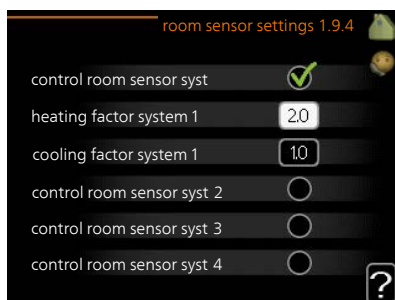 room sensor settings 1.9.4
control room sensor syst
heating factor system 1 2.0
cooling factor system 1 1.0
control room sensor syst 2
control room sensor syst 3
control room sensor syst 4
?